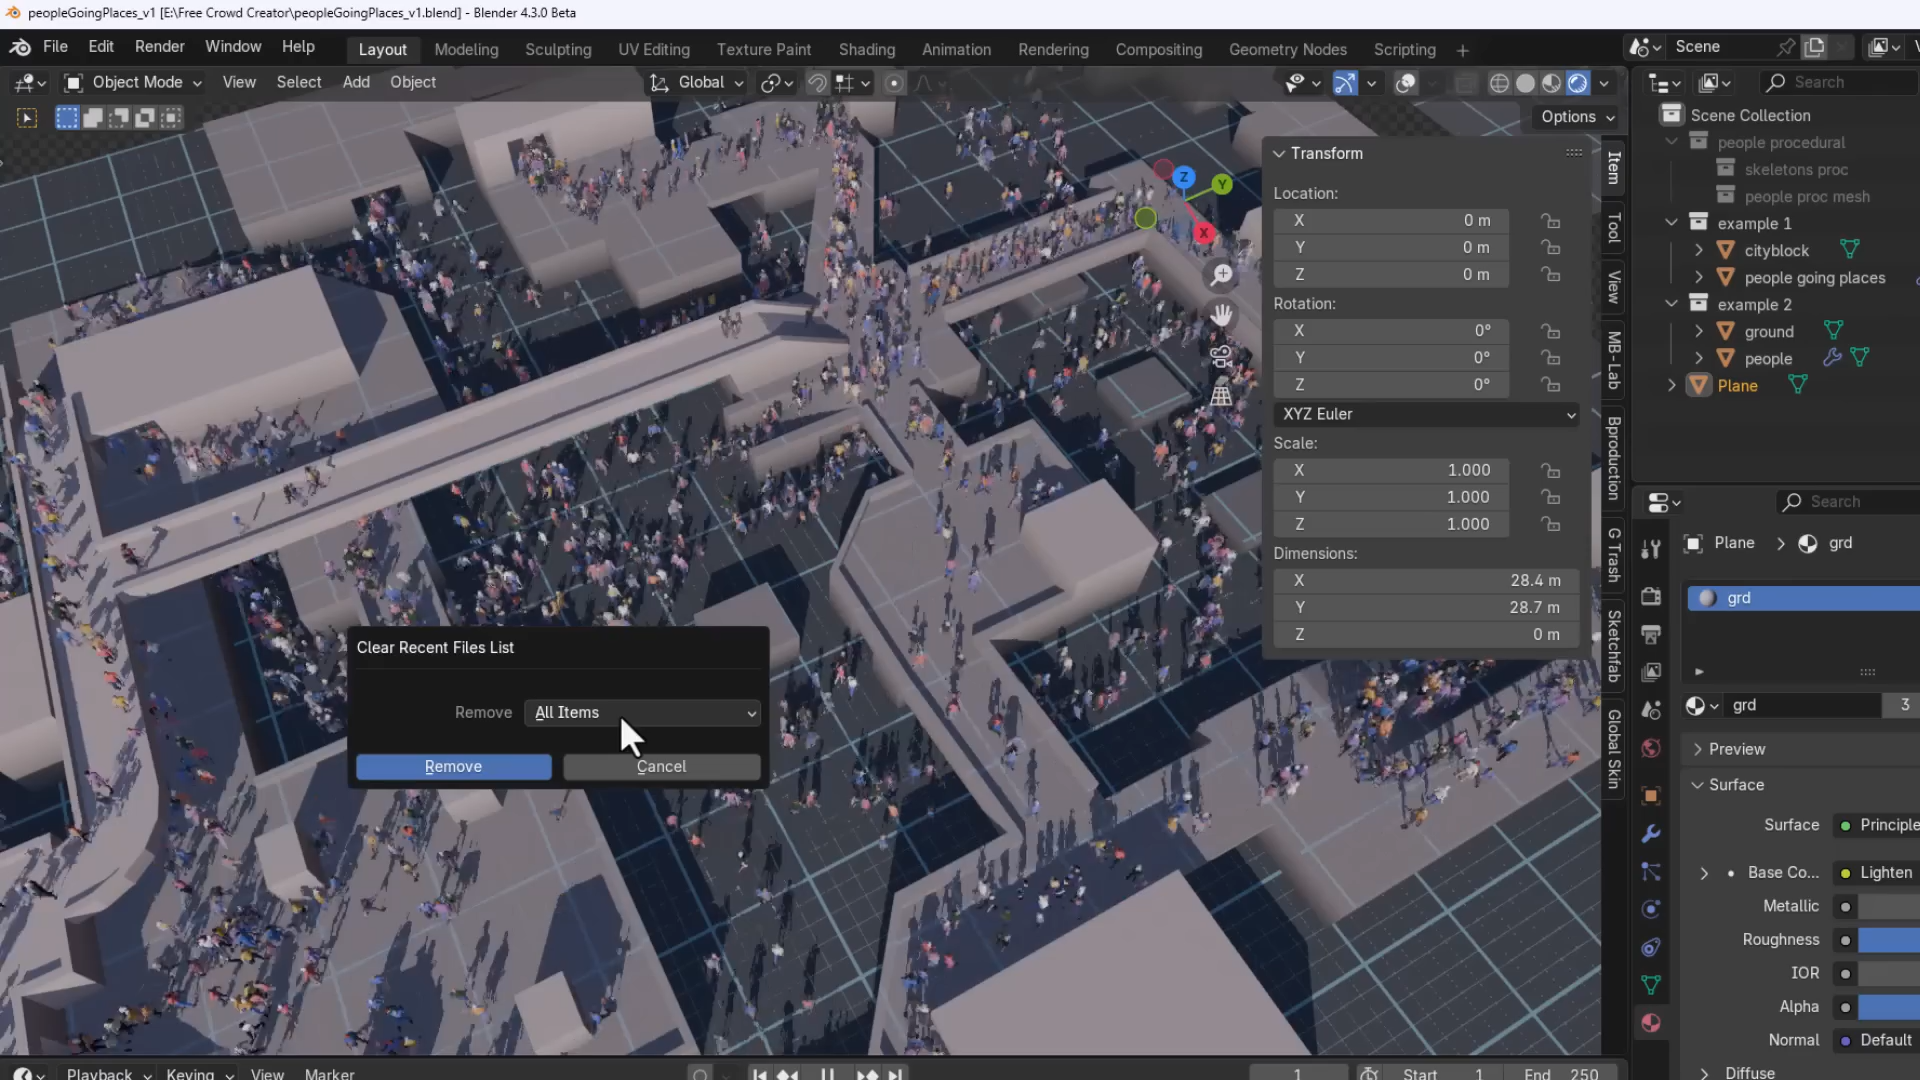 peopleGoingPlaces_v1 [E:\Free Crowd Creator\peopleGoingPlaces_v1.blend] - Blender 4.3.0 Beta
File Edit Render Window Help Layout Modeling Sculpting UV Editing Texture Paint Shading Animation Rendering Compositing Geometry Nodes Scripting + Scene
Object Mode View Select Add Object Global Search
Options
Scene Collection
people procedural
skeletons proc
people proc mesh
example 1
cityblock
people going places
example 2
ground
people
Plane
Z
Y
X
Transform
Location:
X 0 m
Y 0 m
Z 0 m
Rotation:
X 0°
Y 0°
Z 0°
XYZ Euler
Scale:
X 1.000
Y 1.000
Z 1.000
Dimensions:
X 28.4 m
Y 28.7 m
Z 0 m
Item
Tool
View
MB - Lab
Bproduction
G Trash
Sketchfab
Global Skin
Search
Plane grd
grd
grd 3
Preview
Surface
Surface Principle
Base Co... Lighten
Metallic
Roughness
IOR
Alpha
Normal Default
Diffuse
Clear Recent Files List
Remove All Items
Remove Cancel
Playback Keying View Marker 1 Start 1 End 250